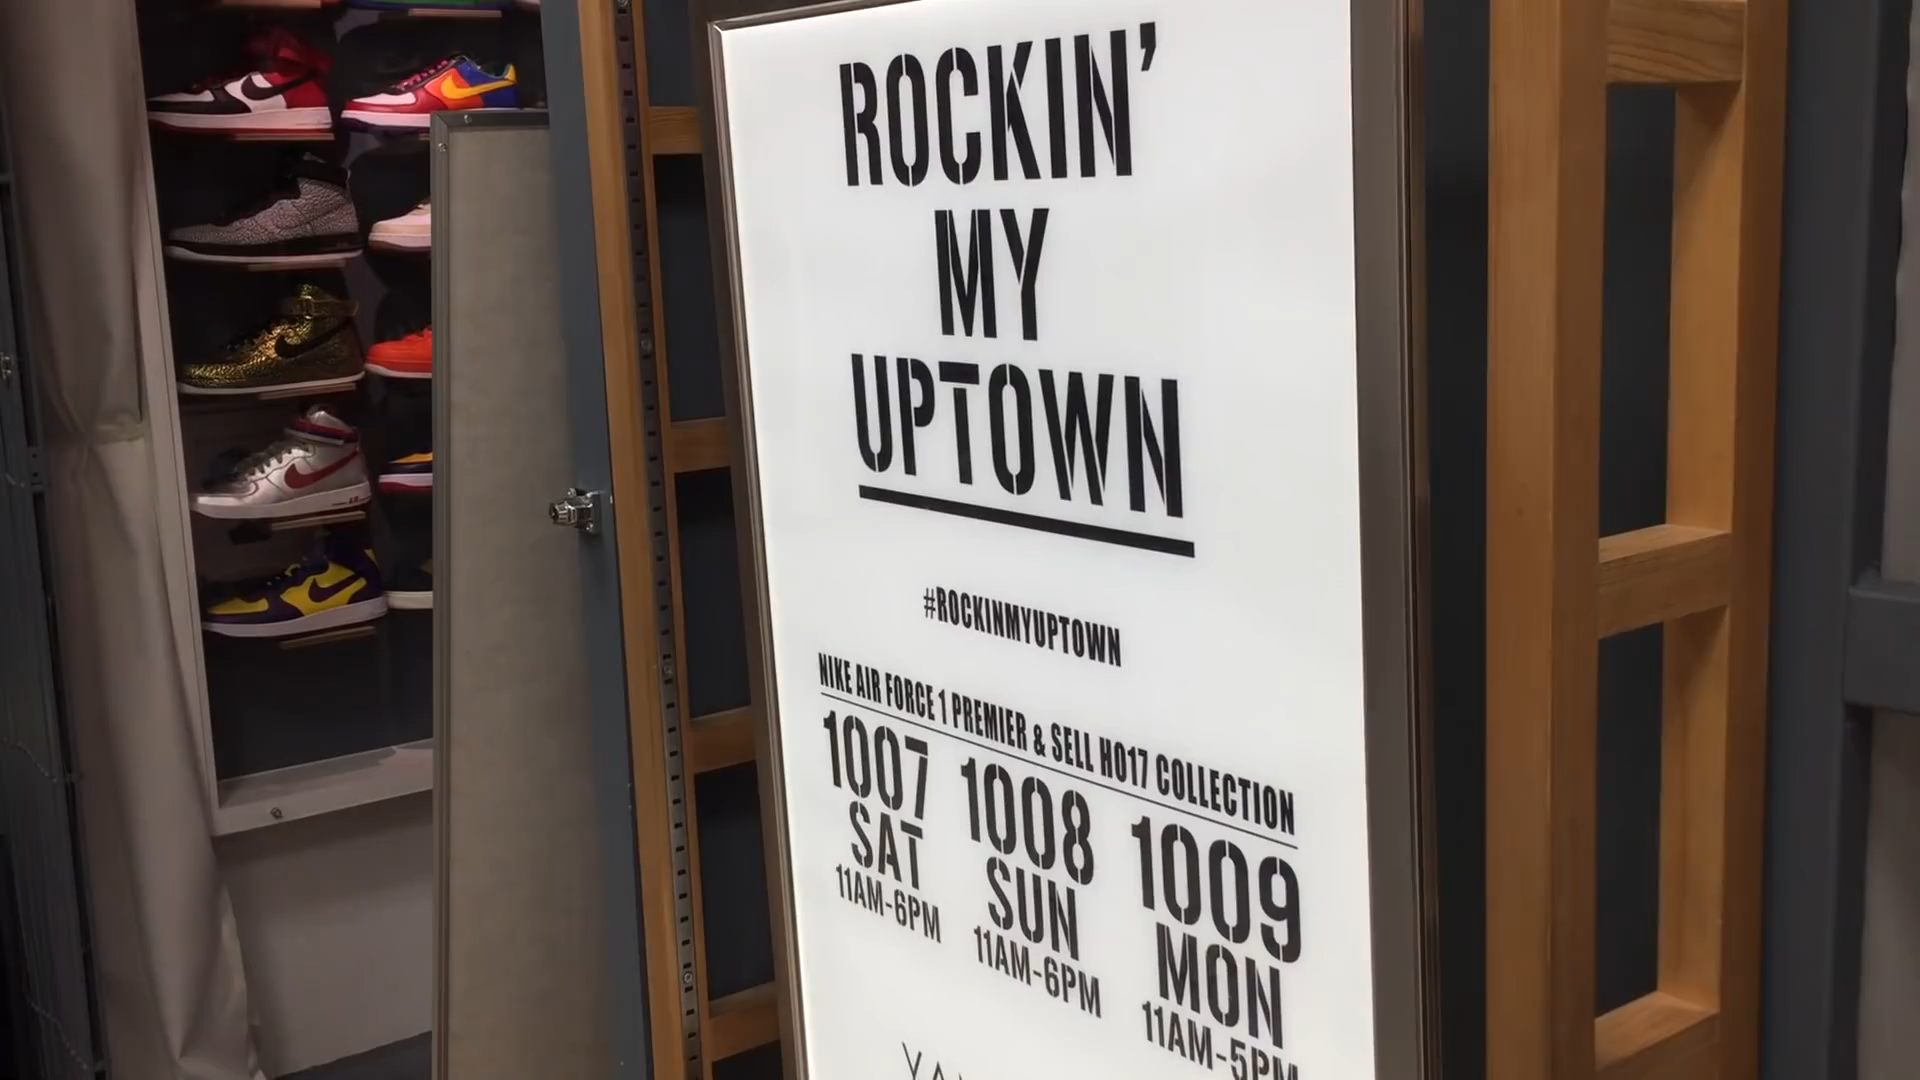 ROCKIN'
MY
UPTOWN
#ROCKINMYUPTOWN
NIKE AIR FORCE 1 PREMIER & SELL HO17 COLLECTION
1007 1008 1009
SAT SUN MON
11AM-6PM 11AM-6PM 11AM-5PM